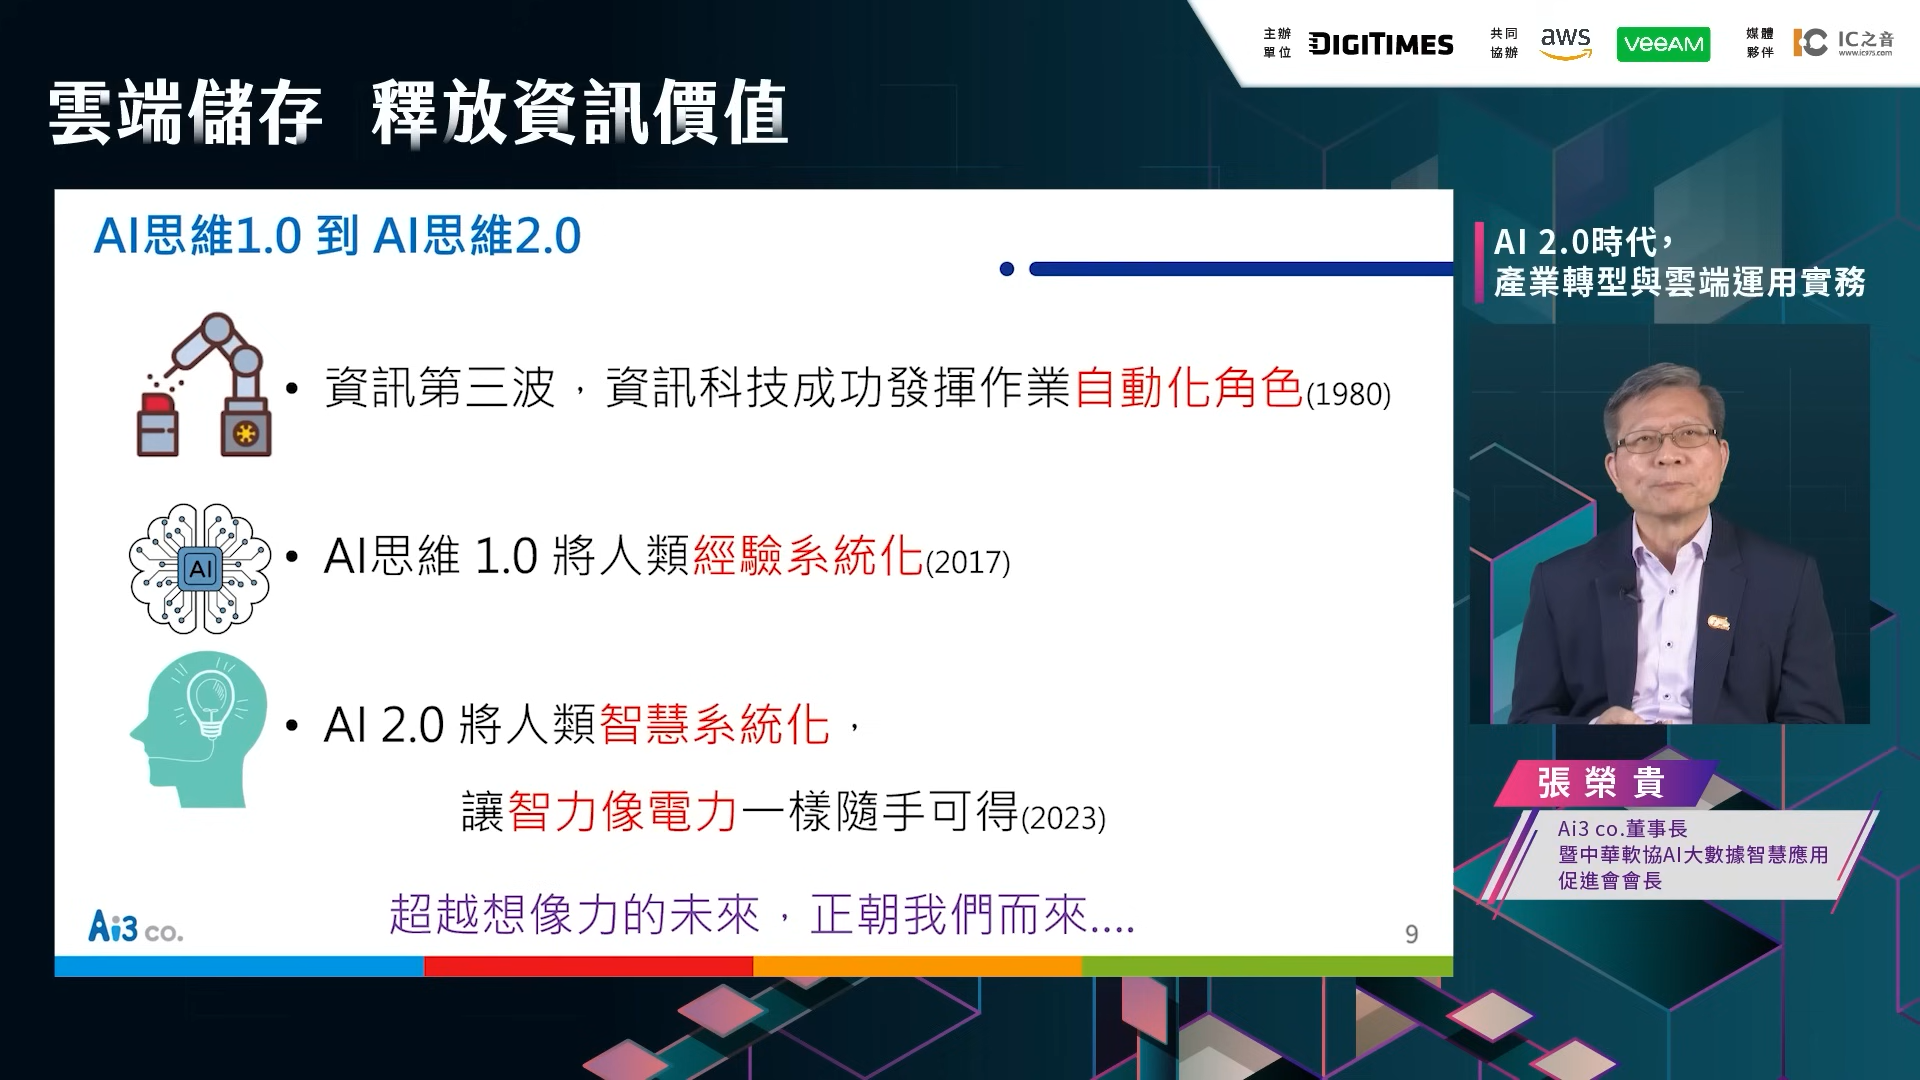 主辦
單位
DIGITIMES
共同
協辦
aws
veeAM
媒體
夥伴
IC之音
www.ic975.com
雲端儲存 釋放資訊價值
AI思維1.0 到 AI思維2.0
• 資訊第三波，資訊科技成功發揮作業自動化角色(1980)
AI
• AI思維 1.0 將人類經驗系統化(2017)
• AI 2.0 將人類智慧系統化，
讓智力像電力一樣隨手可得(2023)
超越想像力的未來，正朝我們而來....
Ai3 co.
9
AI 2.0時代，
產業轉型與雲端運用實務
張榮貴
Ai3 co.董事長
暨中華軟協AI大數據智慧應用
促進會會長